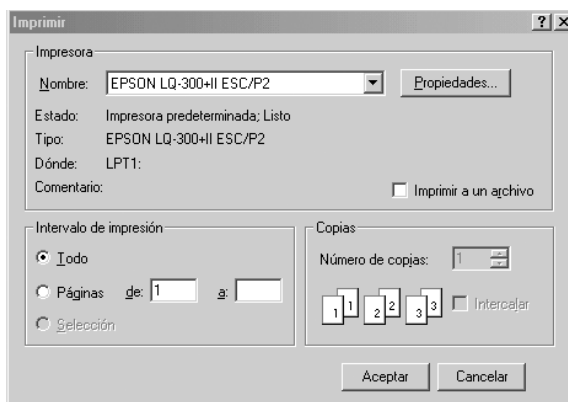 Imprimir
Impresora
Nombre: EPSON LQ-300+II ESC/P2 Propiedades...
Estado: Impresora predeterminada; Listo
Tipo: EPSON LQ-300+II ESC/P2
Dónde: LPT1:
Comentario: Imprimir a un archivo
Intervalo de impresión
Todo
Páginas de: 1 a:
Selección
Copias
Número de copias: 1
1 1 2 2 3 3 Intercalar
Aceptar Cancelar